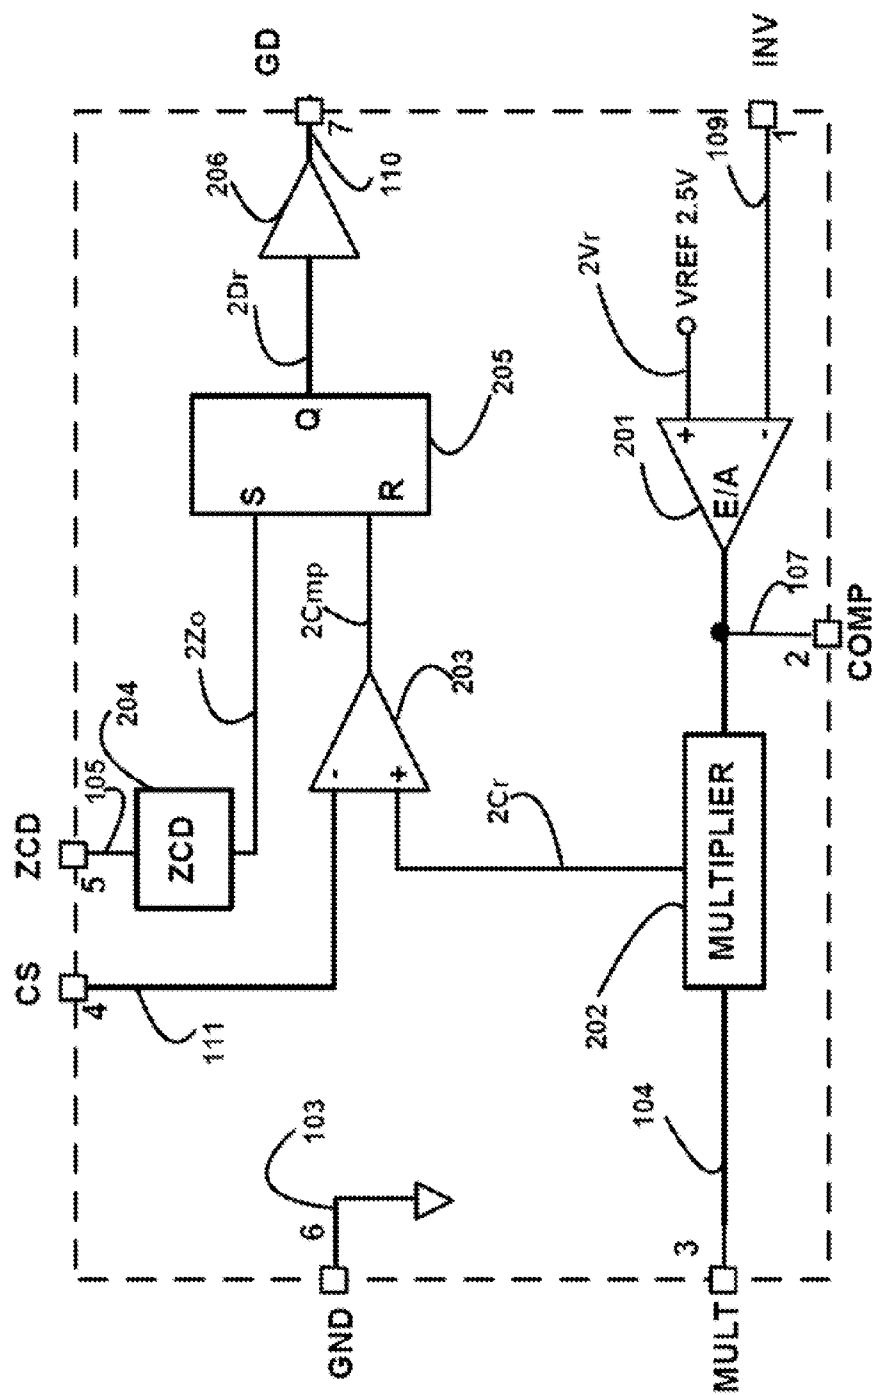 GD
INV
7
110
206
1
109
2Dr
2Vr
VREF 2.5V
Q
S
R
205
+
-
E/A
201
2Zo
2Cmp
203
107
2
COMP
ZCD
5
105
204
ZCD
-
+
2Cr
MULTIPLIER
202
CS
4
111
103
6
GND
104
3
MULT